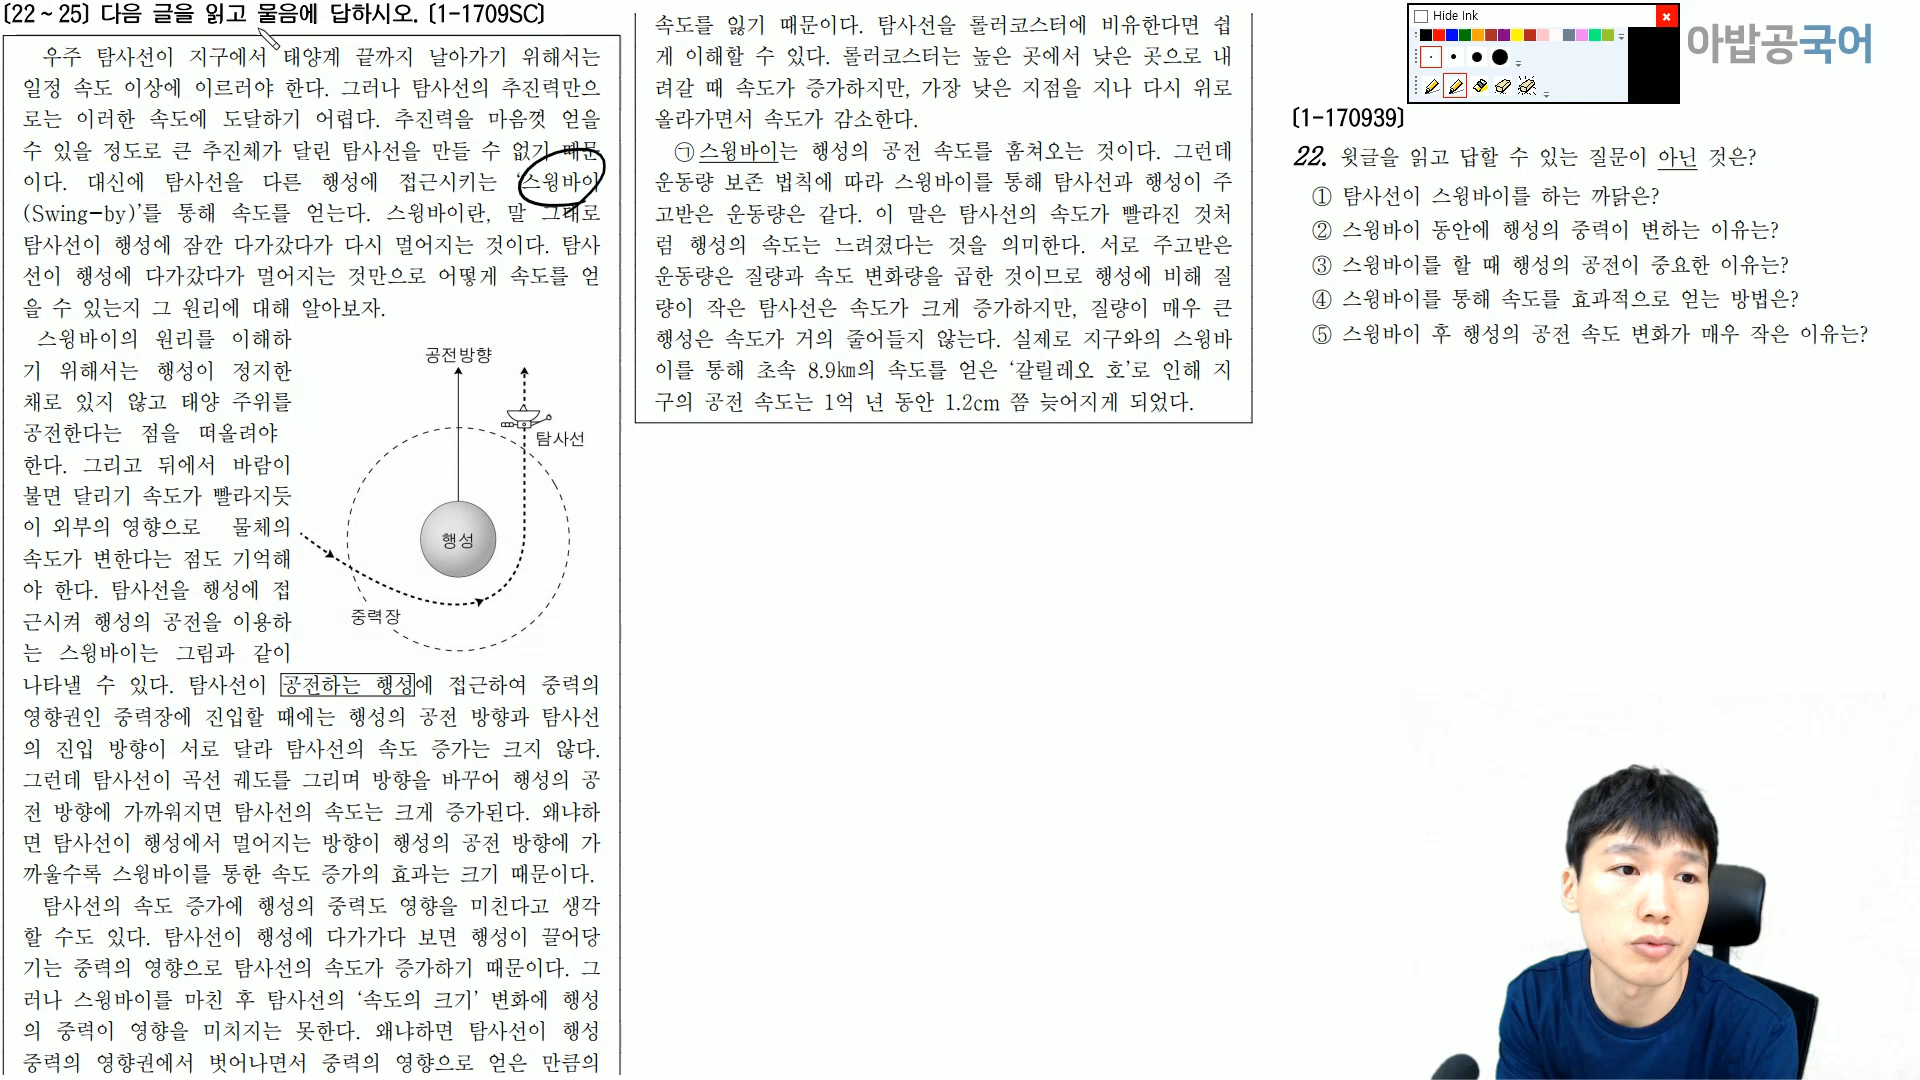 [22 ~ 25] 다음 글을 읽고 물음에 답하시오. [1-1709SC]
우주 탐사선이 지구에서 태양계 끝까지 날아가기 위해서는
일정 속도 이상에 이르러야 한다. 그러나 탐사선의 추진력만으
로는 이러한 속도에 도달하기 어렵다. 추진력을 마음껏 얻을
수 있을 정도로 큰 추진체가 달린 탐사선을 만들 수 없기 때문
이다. 대신에 탐사선을 다른 행성에 접근시키는 ‘스윙바이
(Swing-by)’를 통해 속도를 얻는다. 스윙바이란, 말 그대로
탐사선이 행성에 잠깐 다가갔다가 다시 멀어지는 것이다. 탐사
선이 행성에 다가갔다가 멀어지는 것만으로 어떻게 속도를 얻
을 수 있는지 그 원리에 대해 알아보자.
스윙바이의 원리를 이해하
기 위해서는 행성이 정지한
채로 있지 않고 태양 주위를
공전한다는 점을 떠올려야
한다. 그리고 뒤에서 바람이
불면 달리기 속도가 빨라지듯
이 외부의 영향으로 물체의
속도가 변한다는 점도 기억해
야 한다. 탐사선을 행성에 접
근시켜 행성의 공전을 이용하
는 스윙바이는 그림과 같이
공전방향
탐사선
행성
중력장
나타낼 수 있다. 탐사선이 공전하는 행성에 접근하여 중력의
영향권인 중력장에 진입할 때에는 행성의 공전 방향과 탐사선
의 진입 방향이 서로 달라 탐사선의 속도 증가는 크지 않다.
그런데 탐사선이 곡선 궤도를 그리며 방향을 바꾸어 행성의 공
전 방향에 가까워지면 탐사선의 속도는 크게 증가된다. 왜냐하
면 탐사선이 행성에서 멀어지는 방향이 행성의 공전 방향에 가
까울수록 스윙바이를 통한 속도 증가의 효과는 크기 때문이다.
탐사선의 속도 증가에 행성의 중력도 영향을 미친다고 생각
할 수도 있다. 탐사선이 행성에 다가가다 보면 행성이 끌어당
기는 중력의 영향으로 탐사선의 속도가 증가하기 때문이다. 그
러나 스윙바이를 마친 후 탐사선의 ‘속도의 크기’ 변화에 행성
의 중력이 영향을 미치지는 못한다. 왜냐하면 탐사선이 행성
중력의 영향권에서 벗어나면서 중력의 영향으로 얻은 만큼의
속도를 잃기 때문이다. 탐사선을 롤러코스터에 비유한다면 쉽
게 이해할 수 있다. 롤러코스터는 높은 곳에서 낮은 곳으로 내
려갈 때 속도가 증가하지만, 가장 낮은 지점을 지나 다시 위로
올라가면서 속도가 감소한다.
㉠스윙바이는 행성의 공전 속도를 훔쳐오는 것이다. 그런데
운동량 보존 법칙에 따라 스윙바이를 통해 탐사선과 행성이 주
고받은 운동량은 같다. 이 말은 탐사선의 속도가 빨라진 것처
럼 행성의 속도는 느려졌다는 것을 의미한다. 서로 주고받은
운동량은 질량과 속도 변화량을 곱한 것이므로 행성에 비해 질
량이 작은 탐사선은 속도가 크게 증가하지만, 질량이 매우 큰
행성은 속도가 거의 줄어들지 않는다. 실제로 지구와의 스윙바
이를 통해 초속 8.9㎞의 속도를 얻은 ‘갈릴레오 호’로 인해 지
구의 공전 속도는 1억 년 동안 1.2cm 쯤 늦어지게 되었다.
Hide Ink
아밥공국어
[1-170939]
22. 윗글을 읽고 답할 수 있는 질문이 아닌 것은?
① 탐사선이 스윙바이를 하는 까닭은?
② 스윙바이 동안에 행성의 중력이 변하는 이유는?
③ 스윙바이를 할 때 행성의 공전이 중요한 이유는?
④ 스윙바이를 통해 속도를 효과적으로 얻는 방법은?
⑤ 스윙바이 후 행성의 공전 속도 변화가 매우 작은 이유는?